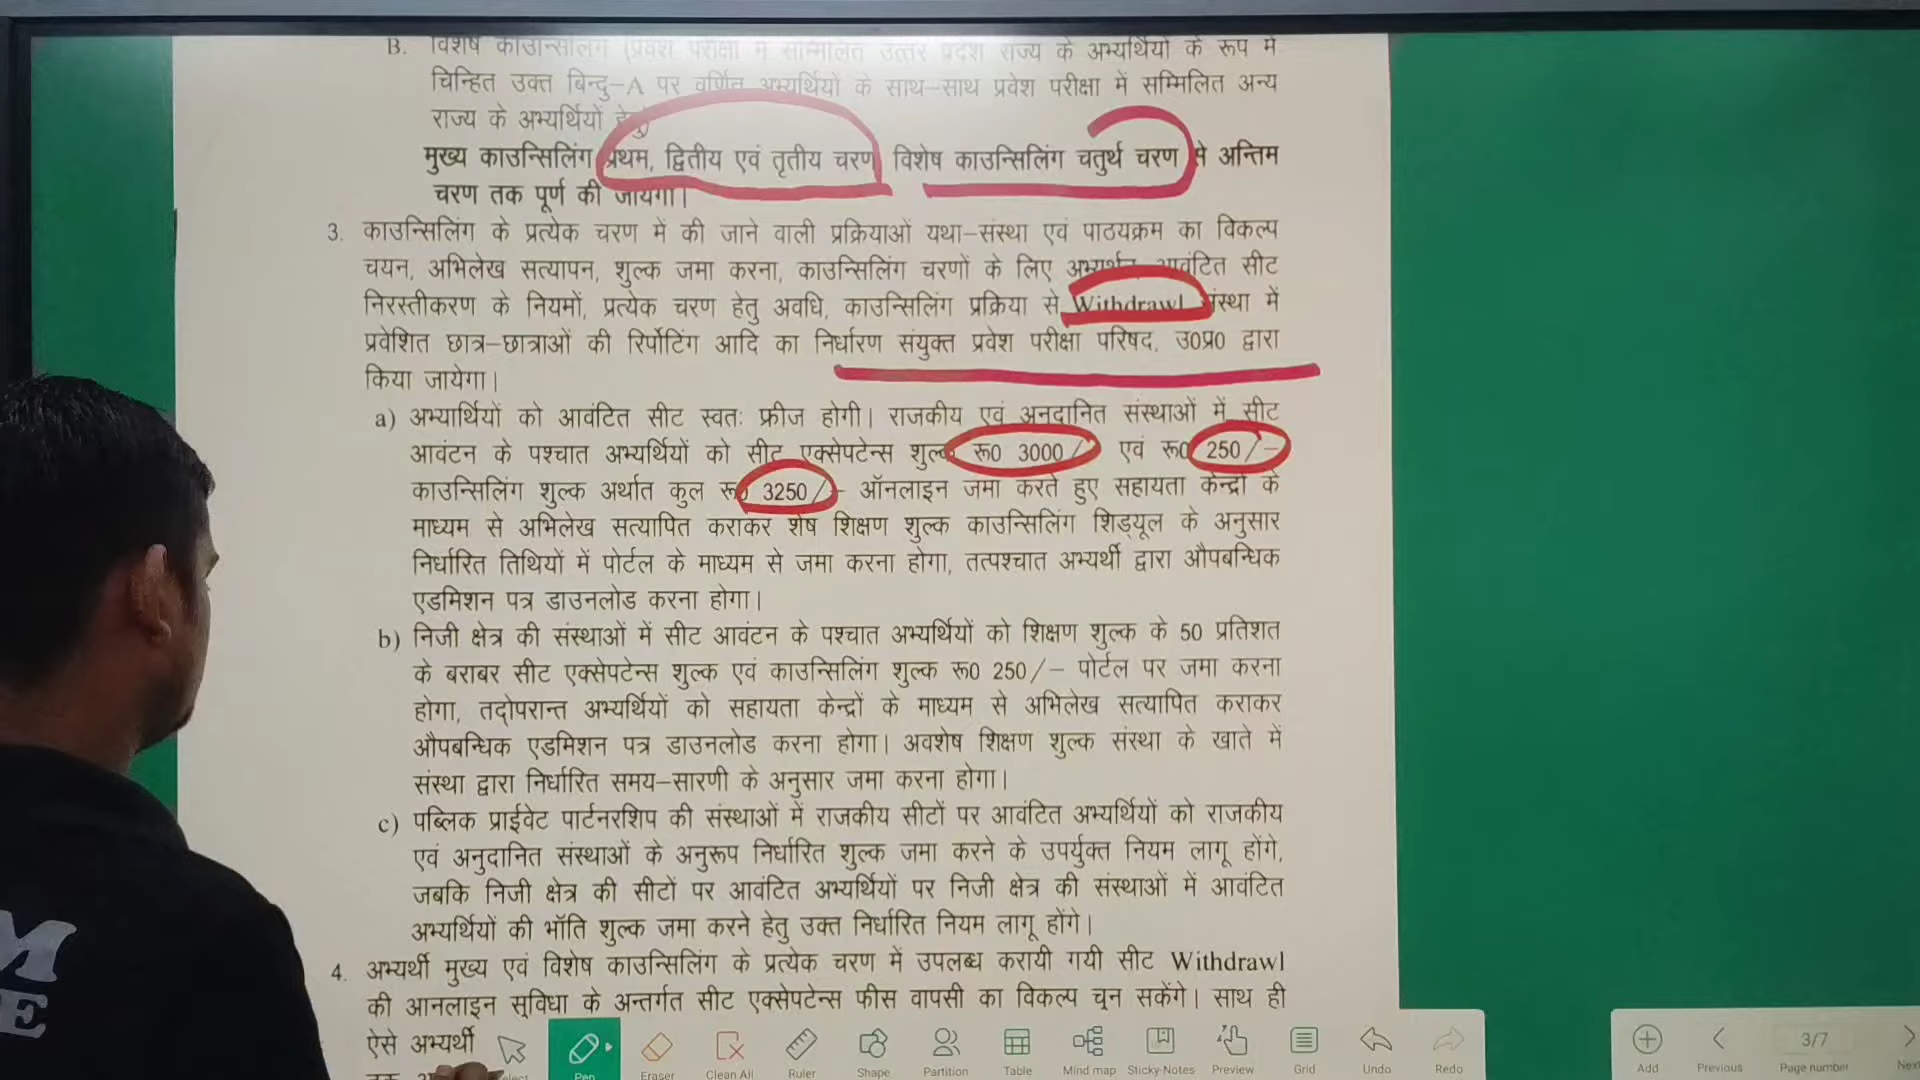 B. विशेष काउन्सिलिंग (प्रवेश परीक्षा में सम्मिलित उत्तर प्रदेश राज्य के अभ्यर्थियों के रूप में
चिन्हित उक्त बिन्दु–A पर वर्णित अभ्यर्थियों के साथ–साथ प्रवेश परीक्षा में सम्मिलित अन्य
राज्य के अभ्यर्थियों हेतु
मुख्य काउन्सिलिंग प्रथम, द्वितीय एवं तृतीय चरण विशेष काउन्सिलिंग चतुर्थ चरण से अन्तिम
चरण तक पूर्ण की जायेगी।
3. काउन्सिलिंग के प्रत्येक चरण में की जाने वाली प्रक्रियाओं यथा–संस्था एवं पाठयक्रम का विकल्प
चयन, अभिलेख सत्यापन, शुल्क जमा करना, काउन्सिलिंग चरणों के लिए आवंटित सीट
निरस्तीकरण के नियमों, प्रत्येक चरण हेतु अवधि, काउन्सिलिंग प्रक्रिया से Withdrawl संस्था में
प्रवेशित छात्र–छात्राओं की रिर्पोटिंग आदि का निर्धारण संयुक्त प्रवेश परीक्षा परिषद, उ0प्र0 द्वारा
किया जायेगा।
a) अभ्यार्थियों को आवंटित सीट स्वतः फ्रीज होगी। राजकीय एवं अनुदानित संस्थाओं में सीट
आवंटन के पश्चात अभ्यर्थियों को सीट एक्सेपटेन्स शुल्क रू0 3000/ एवं रू0 250/–
काउन्सिलिंग शुल्क अर्थात कुल रू0 3250/– ऑनलाइन जमा करते हुए सहायता केन्द्रों के
माध्यम से अभिलेख सत्यापित कराकर शेष शिक्षण शुल्क काउन्सिलिंग शिड्यूल के अनुसार
निर्धारित तिथियों में पोर्टल के माध्यम से जमा करना होगा, तत्पश्चात अभ्यर्थी द्वारा औपबन्धिक
एडमिशन पत्र डाउनलोड करना होगा।
b) निजी क्षेत्र की संस्थाओं में सीट आवंटन के पश्चात अभ्यर्थियों को शिक्षण शुल्क के 50 प्रतिशत
के बराबर सीट एक्सेपटेन्स शुल्क एवं काउन्सिलिंग शुल्क रू0 250/– पोर्टल पर जमा करना
होगा, तद्ोपरान्त अभ्यर्थियों को सहायता केन्द्रों के माध्यम से अभिलेख सत्यापित कराकर
औपबन्धिक एडमिशन पत्र डाउनलोड करना होगा। अवशेष शिक्षण शुल्क संस्था के खाते में
संस्था द्वारा निर्धारित समय–सारणी के अनुसार जमा करना होगा।
c) पब्लिक प्राईवेट पार्टनरशिप की संस्थाओं में राजकीय सीटों पर आवंटित अभ्यर्थियों को राजकीय
एवं अनुदानित संस्थाओं के अनुरूप निर्धारित शुल्क जमा करने के उपर्युक्त नियम लागू होंगे,
जबकि निजी क्षेत्र की सीटों पर आवंटित अभ्यर्थियों पर निजी क्षेत्र की संस्थाओं में आवंटित
अभ्यर्थियों की भॉति शुल्क जमा करने हेतु उक्त निर्धारित नियम लागू होंगे।
4. अभ्यर्थी मुख्य एवं विशेष काउन्सिलिंग के प्रत्येक चरण में उपलब्ध करायी गयी सीट Withdrawl
की आनलाइन सुविधा के अन्तर्गत सीट एक्सेपटेन्स फीस वापसी का विकल्प चुन सकेंगे। साथ ही
ऐसे अभ्यर्थी
Pen Eraser Clean All Ruler Shape Partition Table Mind map Sticky Notes Preview Grid Undo Redo
Add Previous 3/7 Page number
M
E